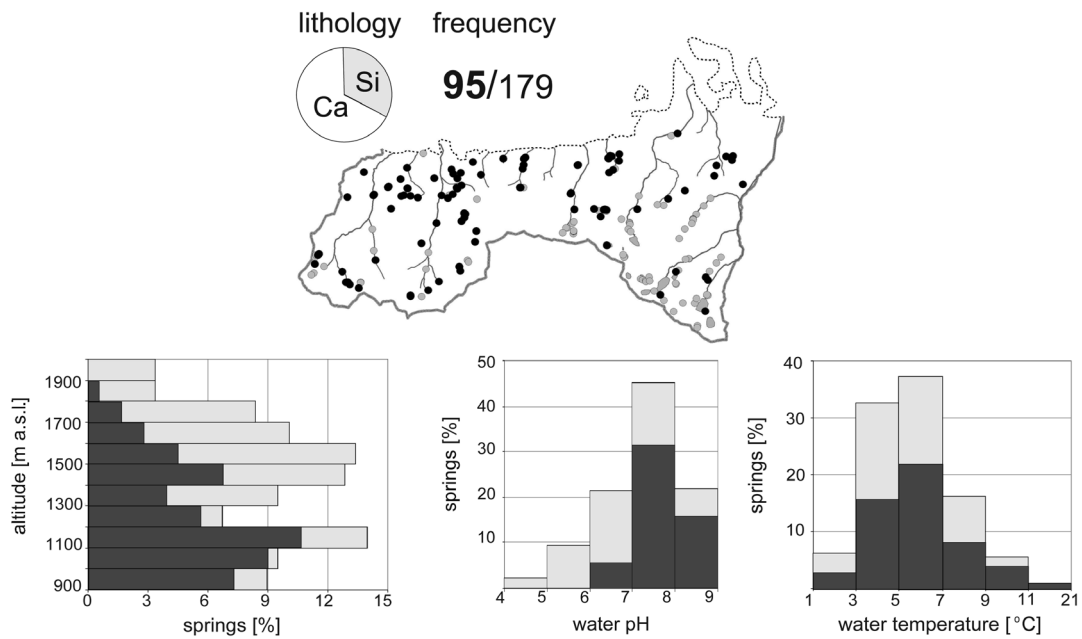 lithology frequency
Si
Ca
95/179
altitude [m a.s.l.]
1900
1700
1500
1300
1100
900
0 3 6 9 12 15
springs [%]
springs [%]
50
40
30
20
10
4 5 6 7 8 9
water pH
springs [%]
40
30
20
10
1 3 5 7 9 11 21
water temperature [°C]